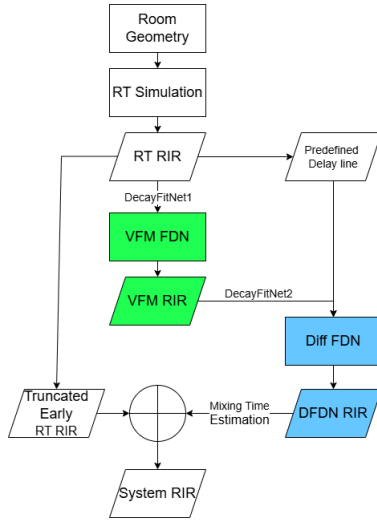 Room
Geometry
RT Simulation
RT RIR
Predefined
Delay line
DecayFitNet1
VFM FDN
VFM RIR
DecayFitNet2
Diff FDN
Truncated
Early
RT RIR
Mixing Time
Estimation
DFDN RIR
System RIR